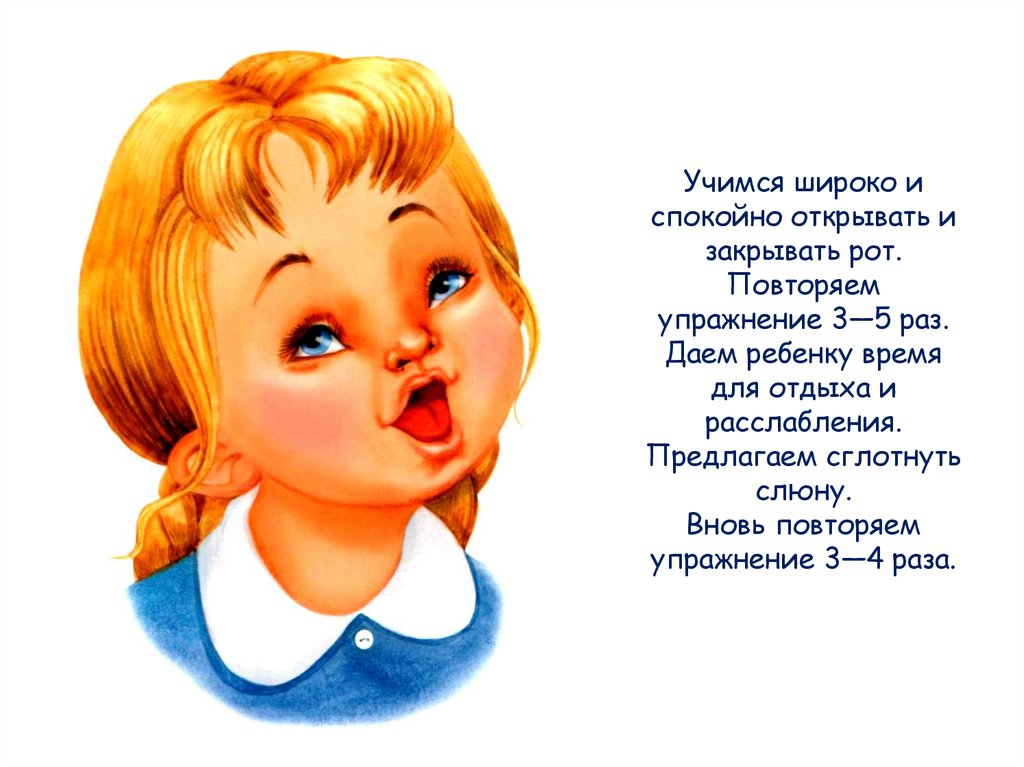 Учимся широко и
спокойно открывать и
закрывать рот.
Повторяем
упражнение 3—5 раз.
Даем ребенку время
для отдыха и
расслабления.
Предлагаем сглотнуть
слюну.
Вновь повторяем
упражнение 3—4 раза.